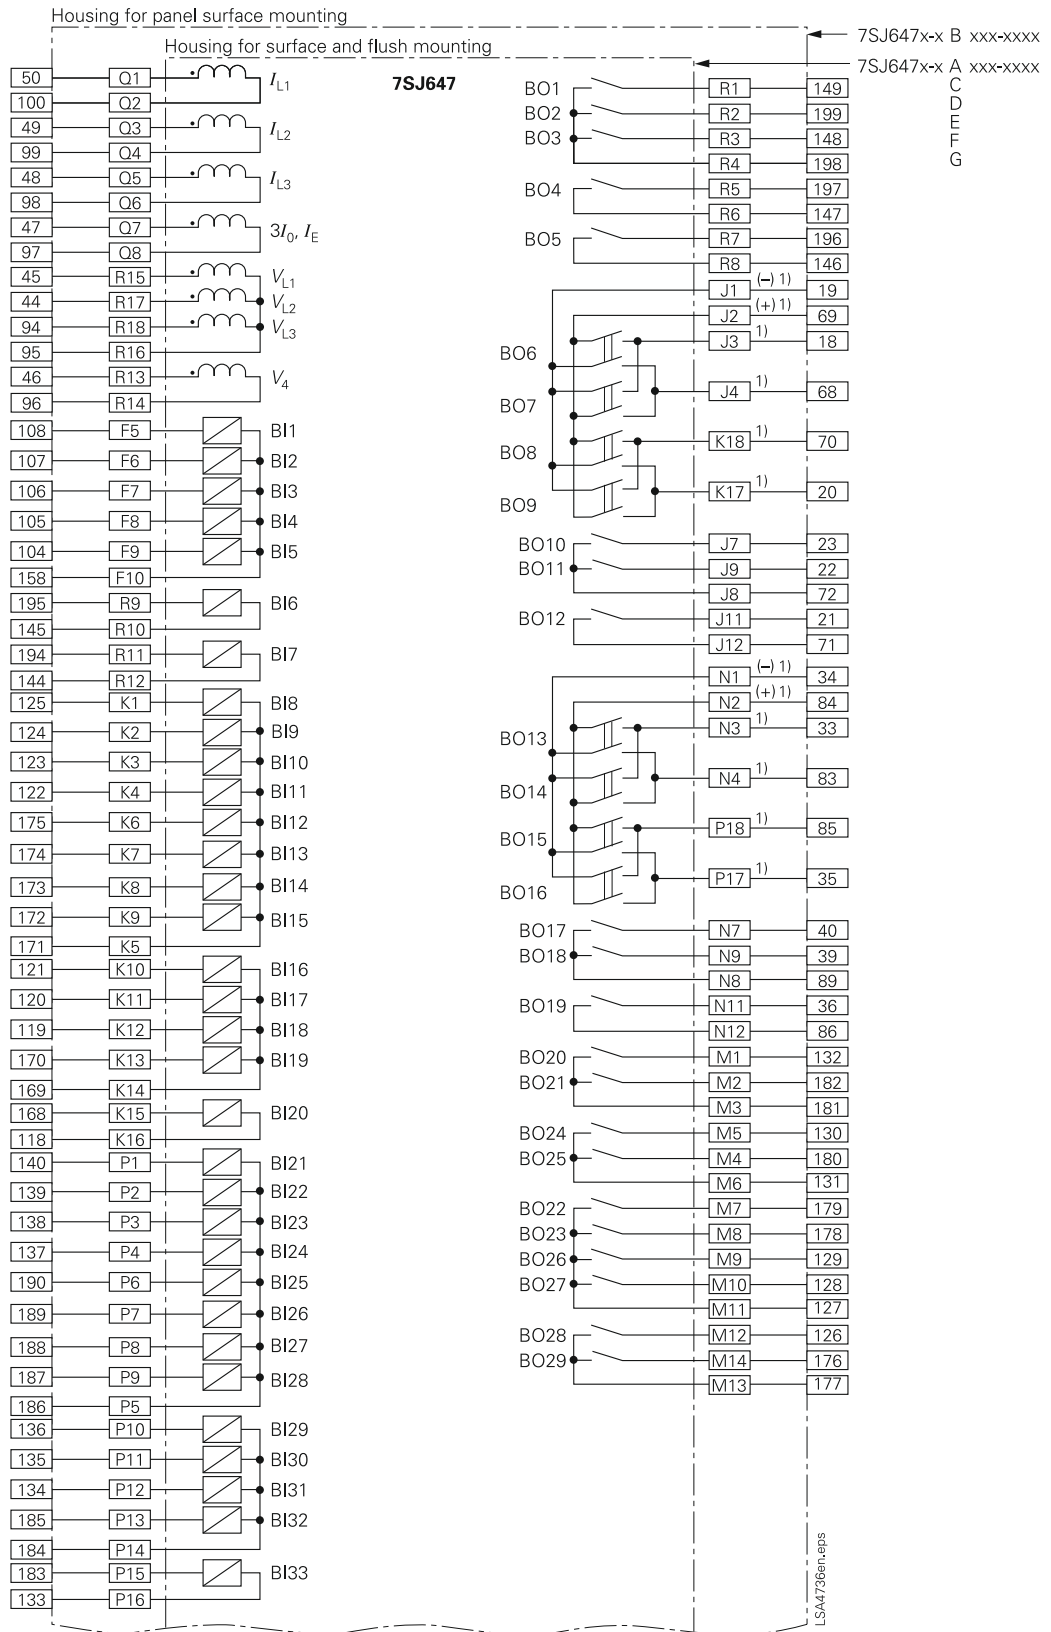 Housing for panel surface mounting
7SJ647x-x B xxx-xxxx
Housing for surface and flush mounting
7SJ647x-x A xxx-xxxx
C
D
E
F
G
7SJ647
50 Q1 I L1
100 Q2
49 Q3 I L2
99 Q4
48 Q5 I L3
98 Q6
47 Q7 3I0, IE
97 Q8
45 R15 V L1
44 R17 V L2
94 R18 V L3
95 R16
46 R13 V4
96 R14
108 F5 BI1
107 F6 BI2
106 F7 BI3
105 F8 BI4
104 F9 BI5
158 F10
195 R9 BI6
145 R10
194 R11 BI7
144 R12
125 K1 BI8
124 K2 BI9
123 K3 BI10
122 K4 BI11
175 K6 BI12
174 K7 BI13
173 K8 BI14
172 K9 BI15
171 K5
121 K10 BI16
120 K11 BI17
119 K12 BI18
170 K13 BI19
169 K14
168 K15 BI20
118 K16
140 P1 BI21
139 P2 BI22
138 P3 BI23
137 P4 BI24
190 P6 BI25
189 P7 BI26
188 P8 BI27
187 P9 BI28
186 P5
136 P10 BI29
135 P11 BI30
134 P12 BI31
185 P13 BI32
184 P14
183 P15 BI33
133 P16
BO1 R1 149
BO2 R2 199
BO3 R3 148
R4 198
BO4 R5 197
R6 147
BO5 R7 196
R8 146
J1 (–) 1) 19
J2 (+) 1) 69
J3 1) 18
BO6
J4 1) 68
BO7
K18 1) 70
BO8
K17 1) 20
BO9
BO10 J7 23
BO11 J9 22
J8 72
BO12 J11 21
J12 71
N1 (–) 1) 34
N2 (+) 1) 84
N3 1) 33
BO13
N4 1) 83
BO14
P18 1) 85
BO15
P17 1) 35
BO16
BO17 N7 40
BO18 N9 39
N8 89
BO19 N11 36
N12 86
BO20 M1 132
BO21 M2 182
M3 181
BO24 M5 130
BO25 M4 180
M6 131
BO22 M7 179
BO23 M8 178
BO26 M9 129
BO27 M10 128
M11 127
BO28 M12 126
BO29 M14 176
M13 177
LSA4736en.eps